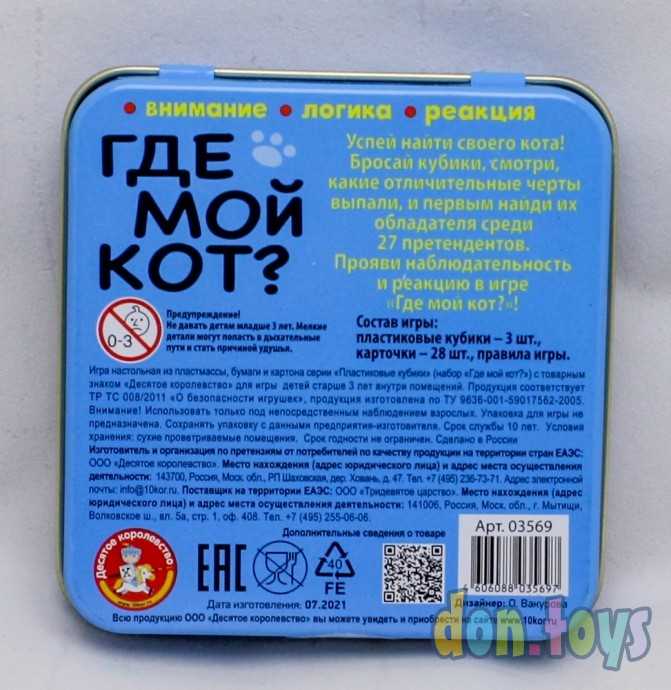 • внимание • логика • реакция
ГДЕ
МОЙ
КОТ?
Успей найти своего кота!
Бросай кубики, смотри,
какие отличительные черты
выпали, и первым найди их
обладателя среди
27 претендентов.
Прояви наблюдательность
и реакцию в игре
«Где мой кот?»!
0-3
Предупреждение!
Не давать детям младше 3 лет. Мелкие
детали могут попасть в дыхательные
пути и стать причиной удушья.
Состав игры:
пластиковые кубики – 3 шт.,
карточки – 28 шт., правила игры.
Игра настольная из пластмассы, бумаги и картона серии «Пластиковые кубики» (набор «Где мой кот?») с товарным
знаком «Десятое королевство» для игры детей старше 3 лет внутри помещений. Продукция соответствует
ТР ТС 008/2011 «О безопасности игрушек», продукция изготовлена по ТУ 9636-001-59017562-2005.
Внимание! Использовать только под непосредственным наблюдением взрослых. Упаковка для игры не
предназначена. Сохранять упаковку с данными предприятия-изготовителя. Срок службы 10 лет. Условия
хранения: сухие проветриваемые помещения. Срок годности не ограничен. Сделано в России
Изготовитель и организация по претензиям от потребителей по качеству продукции на территории стран ЕАЭС:
ООО «Десятое королевство». Место нахождения (адрес юридического лица) и адрес места осуществления
деятельности: 143700, Россия, Моск. обл., РП Шаховская, дер. Ховань, д. 47. Тел. +7 (495) 236-73-71. Адрес электронной
почты: info@10kor.ru. Поставщик на территории ЕАЭС: ООО «Тридевятое царство». Место нахождения (адрес
юридического лица) и адрес места осуществления деятельности: 141006, Россия, Моск. обл., г. Мытищи,
Волковское ш., вл. 5а, стр. 1, оф. 408. Тел. +7 (495) 255-06-06.
Дополнительные сведения о товаре
Десятое королевство
www.10kor.ru
EAC
40
FE
Арт. 03569
4 606088 035697
Дата изготовления: 07.2021
Дизайнер: О. Вакурова
Всю продукцию ООО «Десятое королевство» вы можете увидеть и приобрести на сайте www.10kor.ru
don.toys